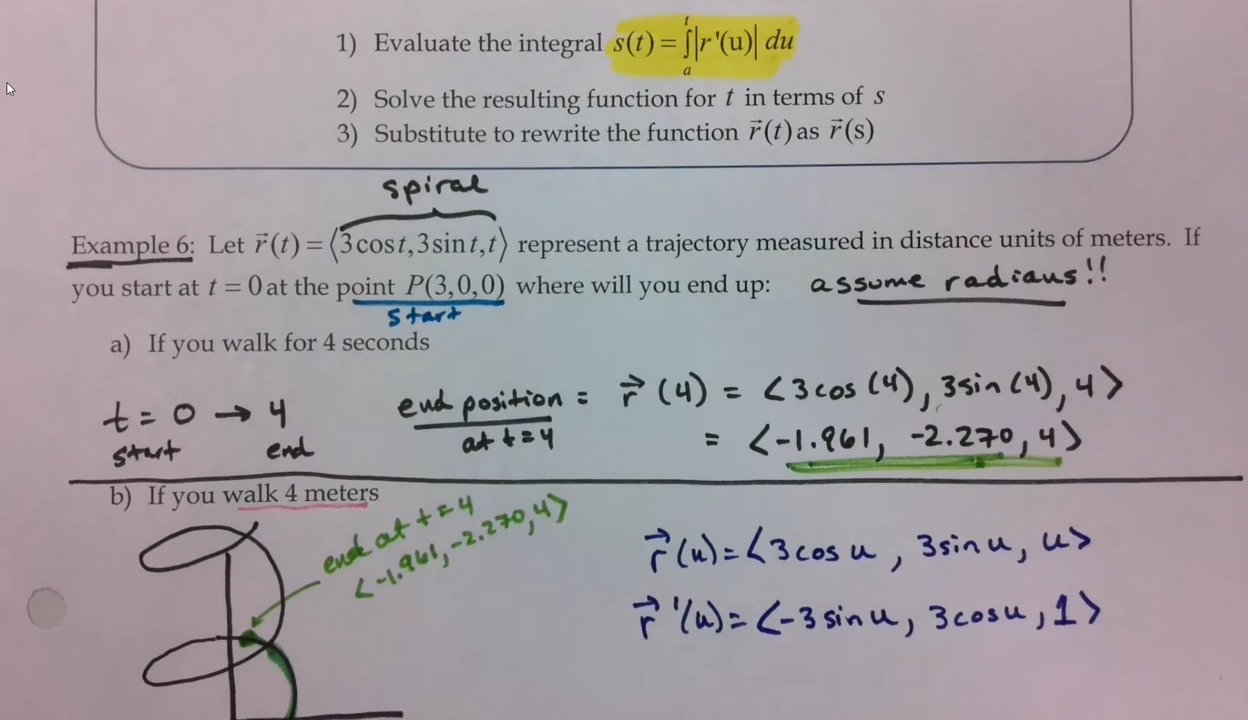 1) Evaluate the integral s(t) = ∫ₐᵗ|r'(u)| du
2) Solve the resulting function for t in terms of s
3) Substitute to rewrite the function r⃗(t) as r⃗(s)
spiral
Example 6: Let r⃗(t) = ⟨3cost, 3sint, t⟩ represent a trajectory measured in distance units of meters. If
you start at t = 0 at the point P(3,0,0) where will you end up: assume radians!!
start
a) If you walk for 4 seconds
t = 0 → 4
start end
end position = r⃗(4) = ⟨3cos(4), 3sin(4), 4⟩
at t=4
= ⟨-1.961, -2.270, 4⟩
b) If you walk 4 meters
end at t=4
⟨-1.961, -2.270, 4⟩
r⃗(u) = ⟨3cos u, 3sin u, u⟩
r⃗'(u) = ⟨-3 sin u, 3cos u, 1⟩